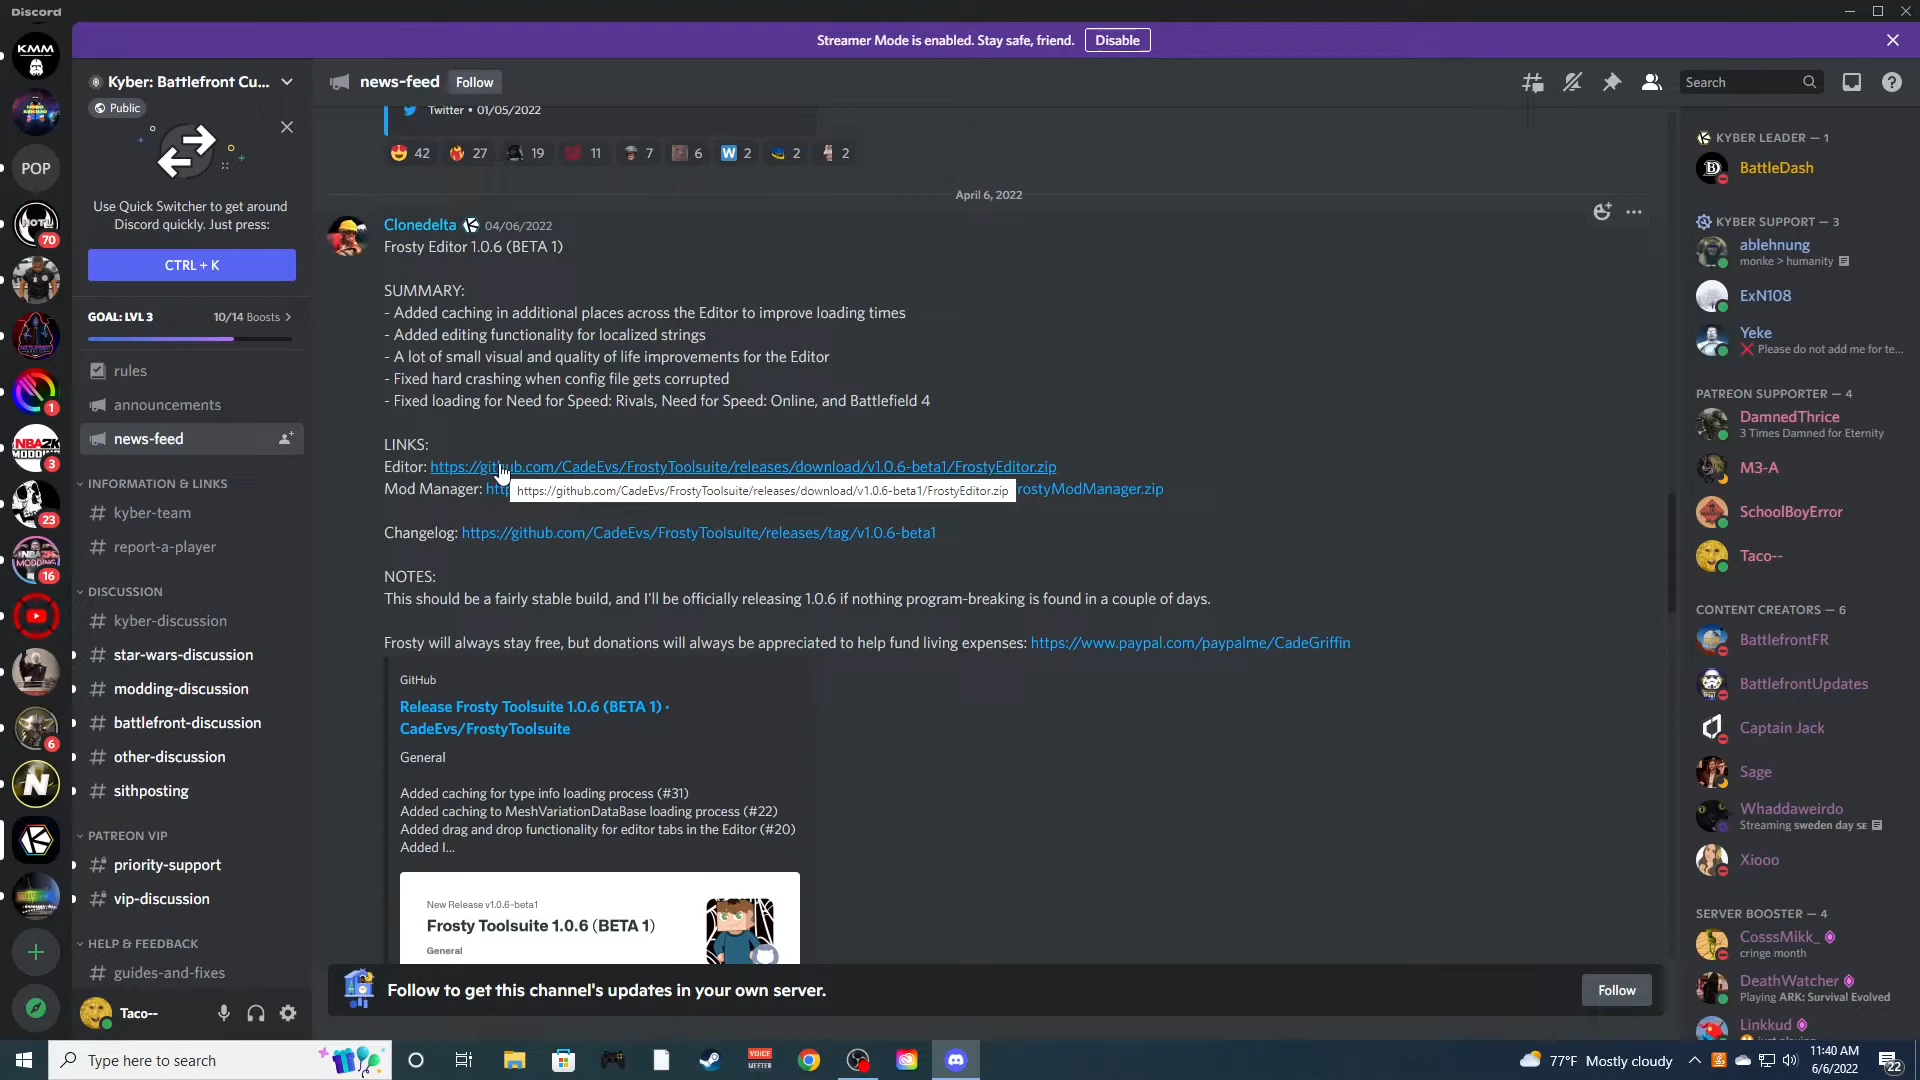 Discord
Streamer Mode is enabled. Stay safe, friend.
Disable
KMM
Kyber: Battlefront Cu...
Public
news-feed
Follow
Search
Twitter • 01/05/2022
42
27
19
11
7
6
2
2
2
POP
70
1
3
23
16
6
Use Quick Switcher to get around
Discord quickly. Just press:
CTRL + K
GOAL: LVL 3
10/14 Boosts
rules
announcements
news-feed
INFORMATION & LINKS
kyber-team
report-a-player
DISCUSSION
kyber-discussion
star-wars-discussion
modding-discussion
battlefront-discussion
other-discussion
sithposting
PATREON VIP
priority-support
vip-discussion
HELP & FEEDBACK
guides-and-fixes
Taco--
April 6, 2022
Clonedelta 04/06/2022
Frosty Editor 1.0.6 (BETA 1)
SUMMARY:
- Added caching in additional places across the Editor to improve loading times
- Added editing functionality for localized strings
- A lot of small visual and quality of life improvements for the Editor
- Fixed hard crashing when config file gets corrupted
- Fixed loading for Need for Speed: Rivals, Need for Speed: Online, and Battlefield 4
LINKS:
Editor: https://github.com/CadeEvs/FrostyToolsuite/releases/download/v1.0.6-beta1/FrostyEditor.zip
Mod Manager: http rostyModManager.zip
https://github.com/CadeEvs/FrostyToolsuite/releases/download/v1.0.6-beta1/FrostyEditor.zip
Changelog: https://github.com/CadeEvs/FrostyToolsuite/releases/tag/v1.0.6-beta1
NOTES:
This should be a fairly stable build, and I'll be officially releasing 1.0.6 if nothing program-breaking is found in a couple of days.
Frosty will always stay free, but donations will always be appreciated to help fund living expenses: https://www.paypal.com/paypalme/CadeGriffin
GitHub
Release Frosty Toolsuite 1.0.6 (BETA 1) ·
CadeEvs/FrostyToolsuite
General
Added caching for type info loading process (#31)
Added caching to MeshVariationDataBase loading process (#22)
Added drag and drop functionality for editor tabs in the Editor (#20)
Added l...
New Release v1.0.6-beta1
Frosty Toolsuite 1.0.6 (BETA 1)
General
Follow to get this channel's updates in your own server.
Follow
KYBER LEADER — 1
BattleDash
KYBER SUPPORT — 3
ablehnung
monke > humanity
ExN108
Yeke
Please do not add me for te...
PATREON SUPPORTER — 4
DamnedThrice
3 Times Damned for Eternity
M3-A
SchoolBoyError
Taco--
CONTENT CREATORS — 6
BattlefrontFR
BattlefrontUpdates
Captain Jack
Sage
Whaddaweirdo
Streaming sweden day SE
Xiooo
SERVER BOOSTER — 4
CosssMikk_
cringe month
DeathWatcher
Playing ARK: Survival Evolved
Linkkud
Type here to search
VOICE
MEETER
77°F Mostly cloudy
11:40 AM
6/6/2022
22